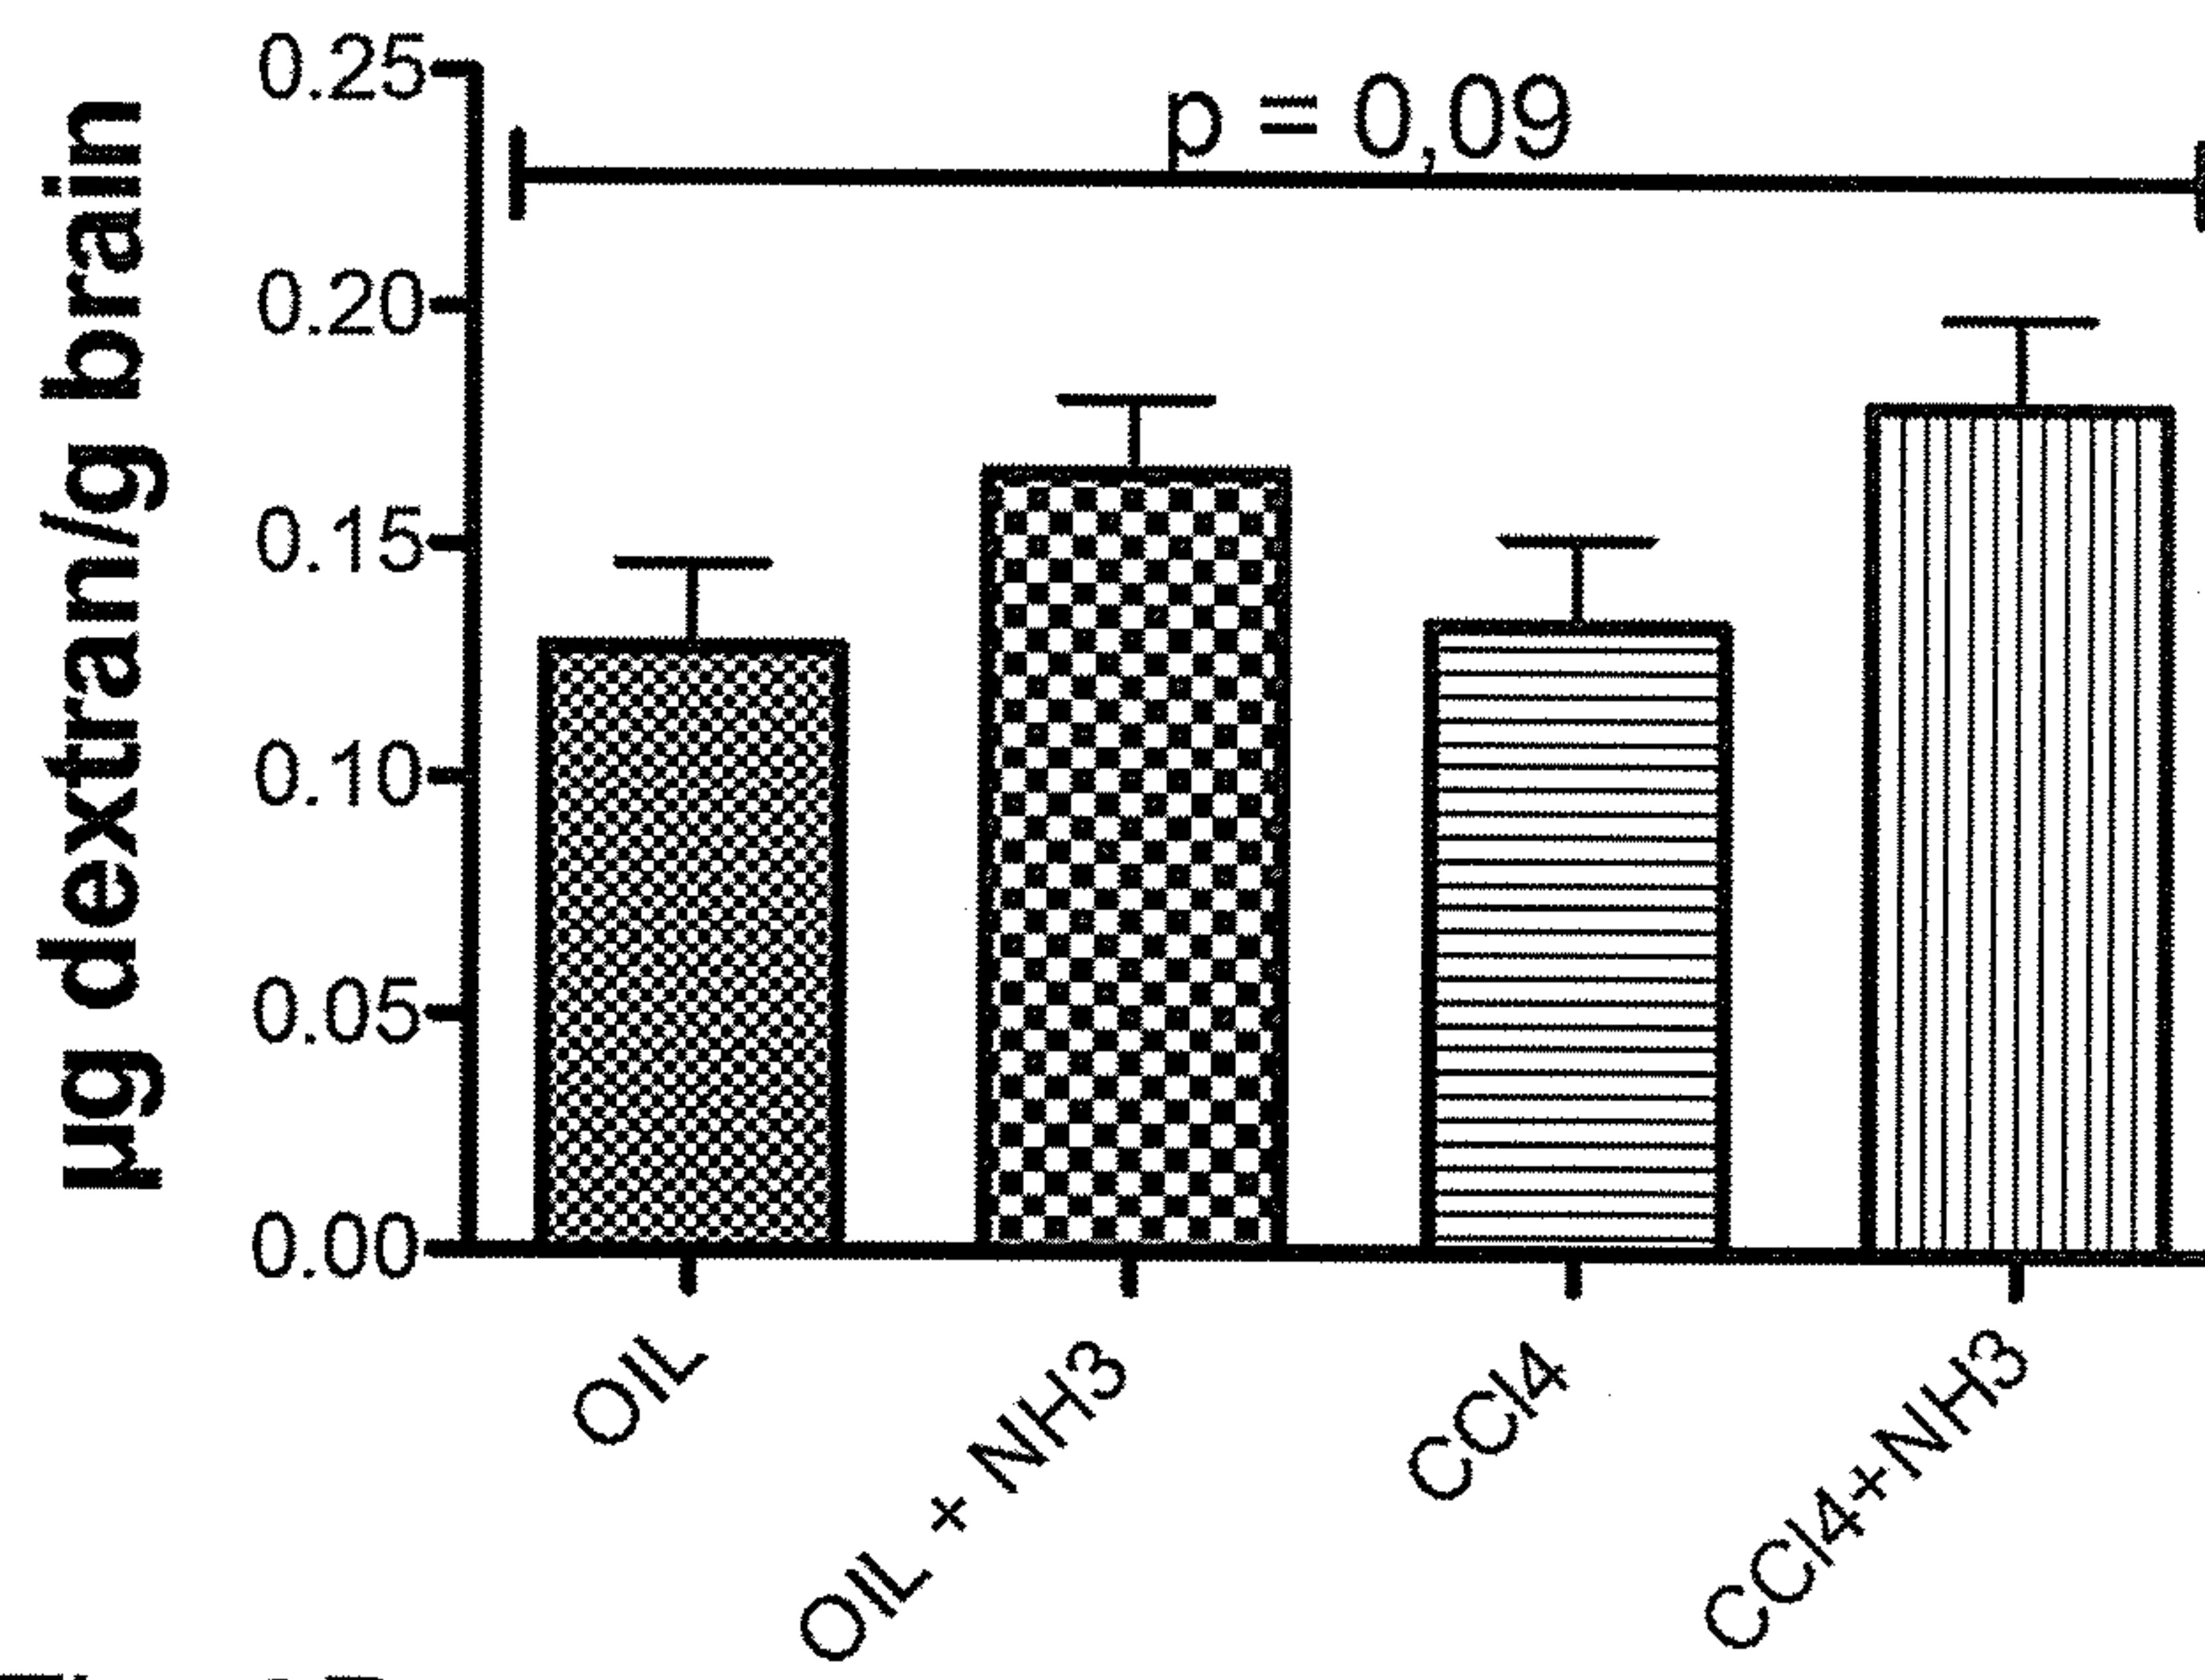 0.25
p = 0,09
0.20
0.15
0.10
0.05
0.00
µg dextran/g brain
OIL
OIL + NH3
CCl4
CCl4+NH3